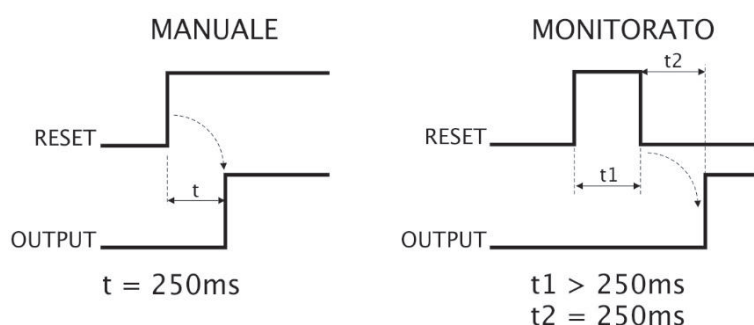 MANUALE
RESET
t
OUTPUT
t = 250ms
MONITORATO
t2
RESET
t1
OUTPUT
t1 > 250ms
t2 = 250ms